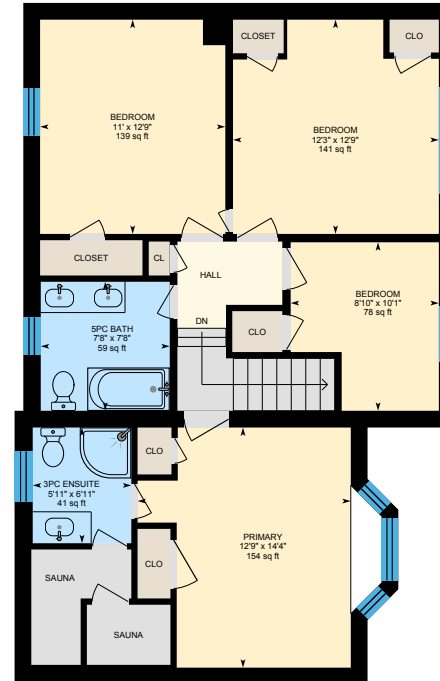 CLOSET
CLO
BEDROOM
11' x 12'9"
139 sq ft
BEDROOM
12'3" x 12'9"
141 sq ft
CLOSET
CL
HALL
BEDROOM
8'10" x 10'1"
78 sq ft
5PC BATH
7'8" x 7'8"
59 sq ft
DN
CLO
CLO
3PC ENSUITE
5'11" x 6'11"
41 sq ft
PRIMARY
12'9" x 14'4"
154 sq ft
CLO
SAUNA
SAUNA